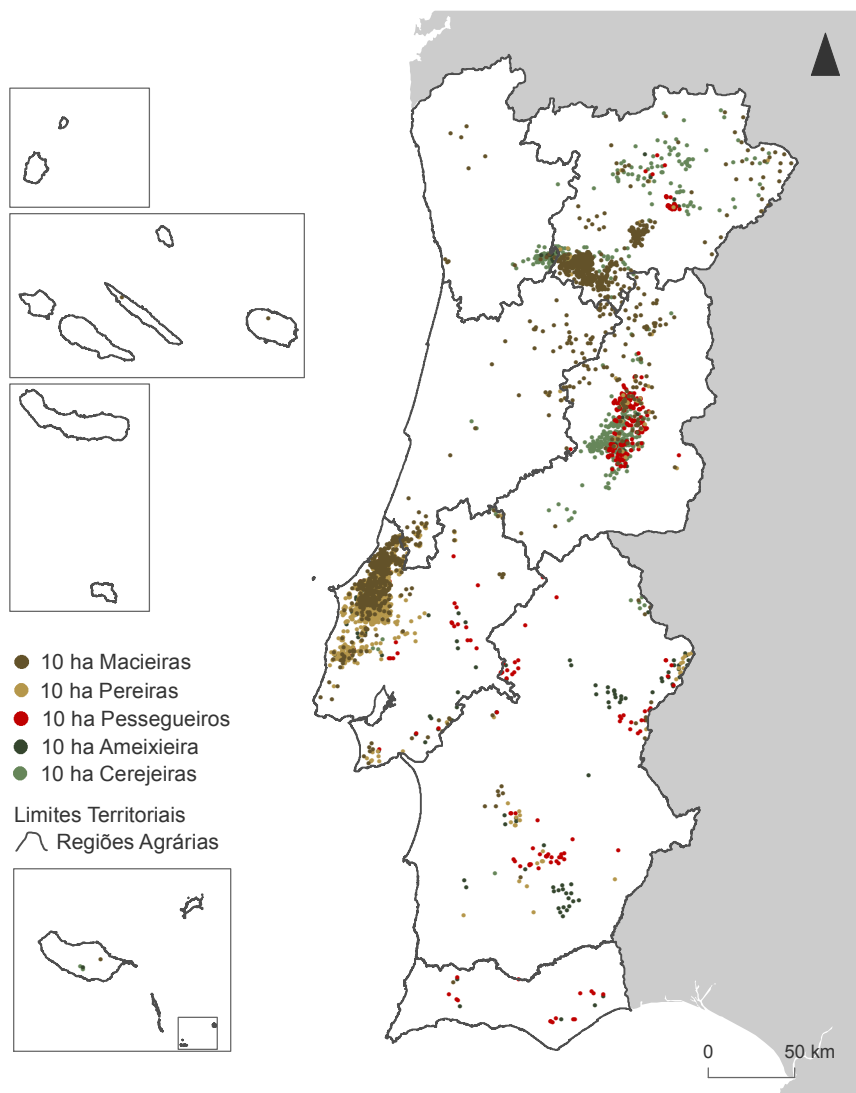 10 ha Macieiras
10 ha Pereiras
10 ha Pessegueiros
10 ha Ameixieira
10 ha Cerejeiras
Limites Territoriais
Regiões Agrárias
0 50 km